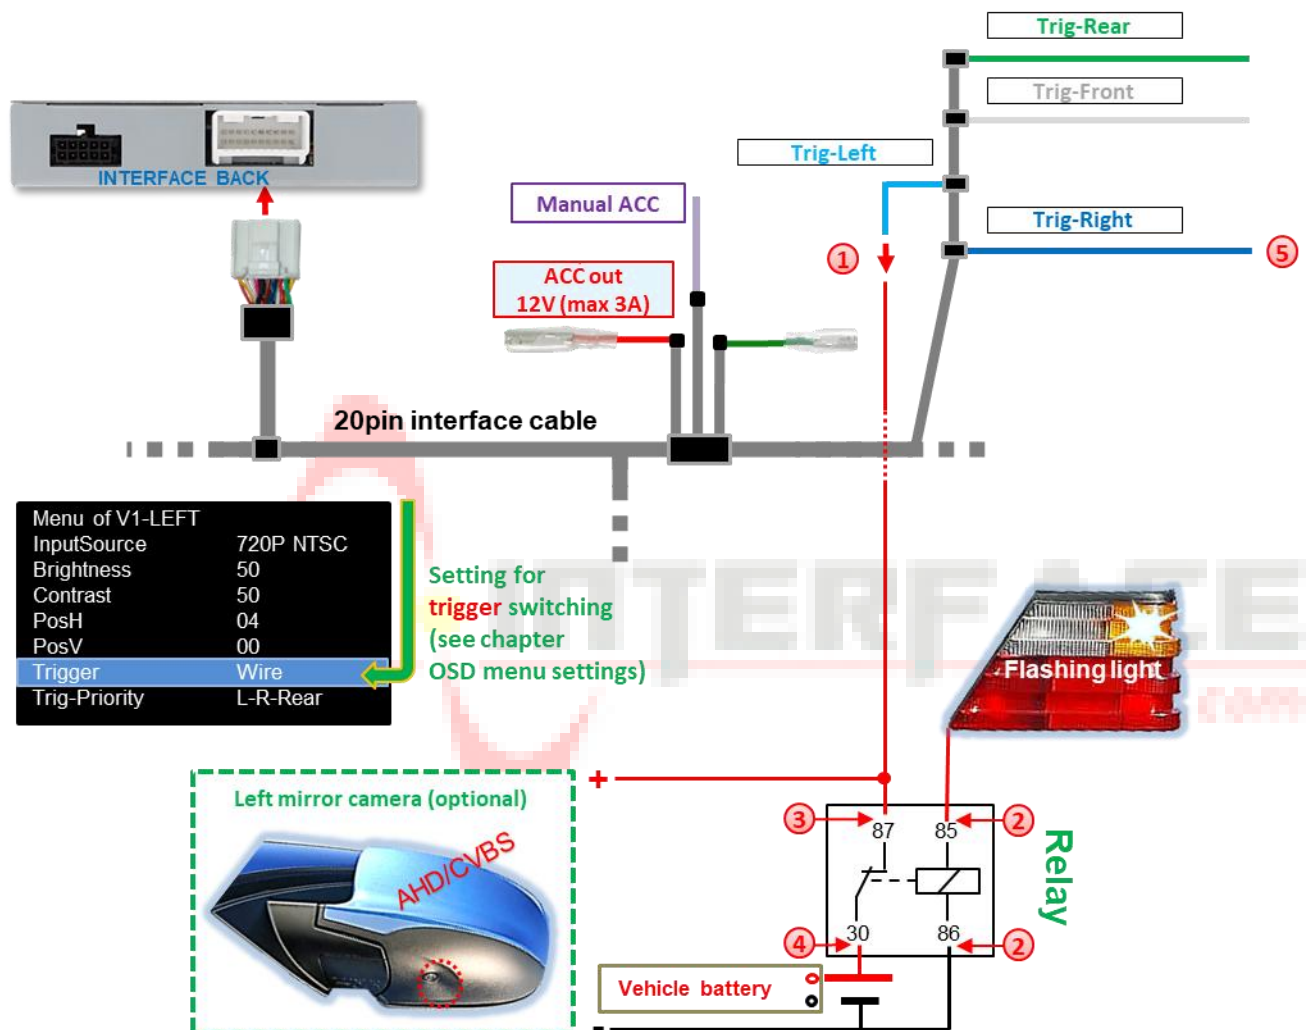 Trig-Rear
Trig-Front
Trig-Left
INTERFACE BACK
Manual ACC
Trig-Right
1
5
ACC out
12V (max 3A)
20pin interface cable
Menu of V1-LEFT
InputSource 720P NTSC
Brightness 50
Contrast 50
PosH 04
PosV 00
Trigger Wire
Trig-Priority L-R-Rear
Setting for
trigger switching
(see chapter
OSD menu settings)
INTERFACE
.com
Flashing light
+
Left mirror camera (optional)
AHD/CVBS
3
87
85
2
Relay
4
30
86
2
Vehicle battery
-